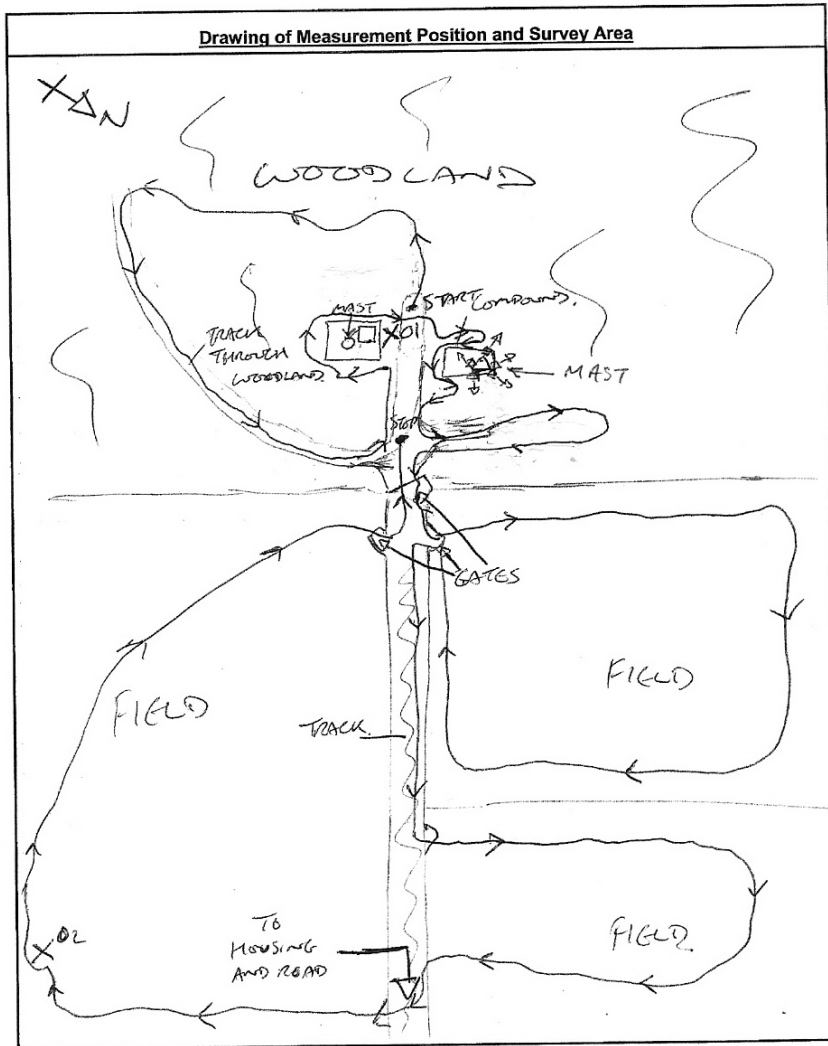 Drawing of Measurement Position and Survey Area
N
WOODLAND
START
COMPOUND.
MAST
X01
TRACK
THROUGH
WOODLAND.
MAST
STOP
GATES
FIELD
FIELD
TRACK.
X.02
TO
HOUSING
AND ROAD
FIELD.